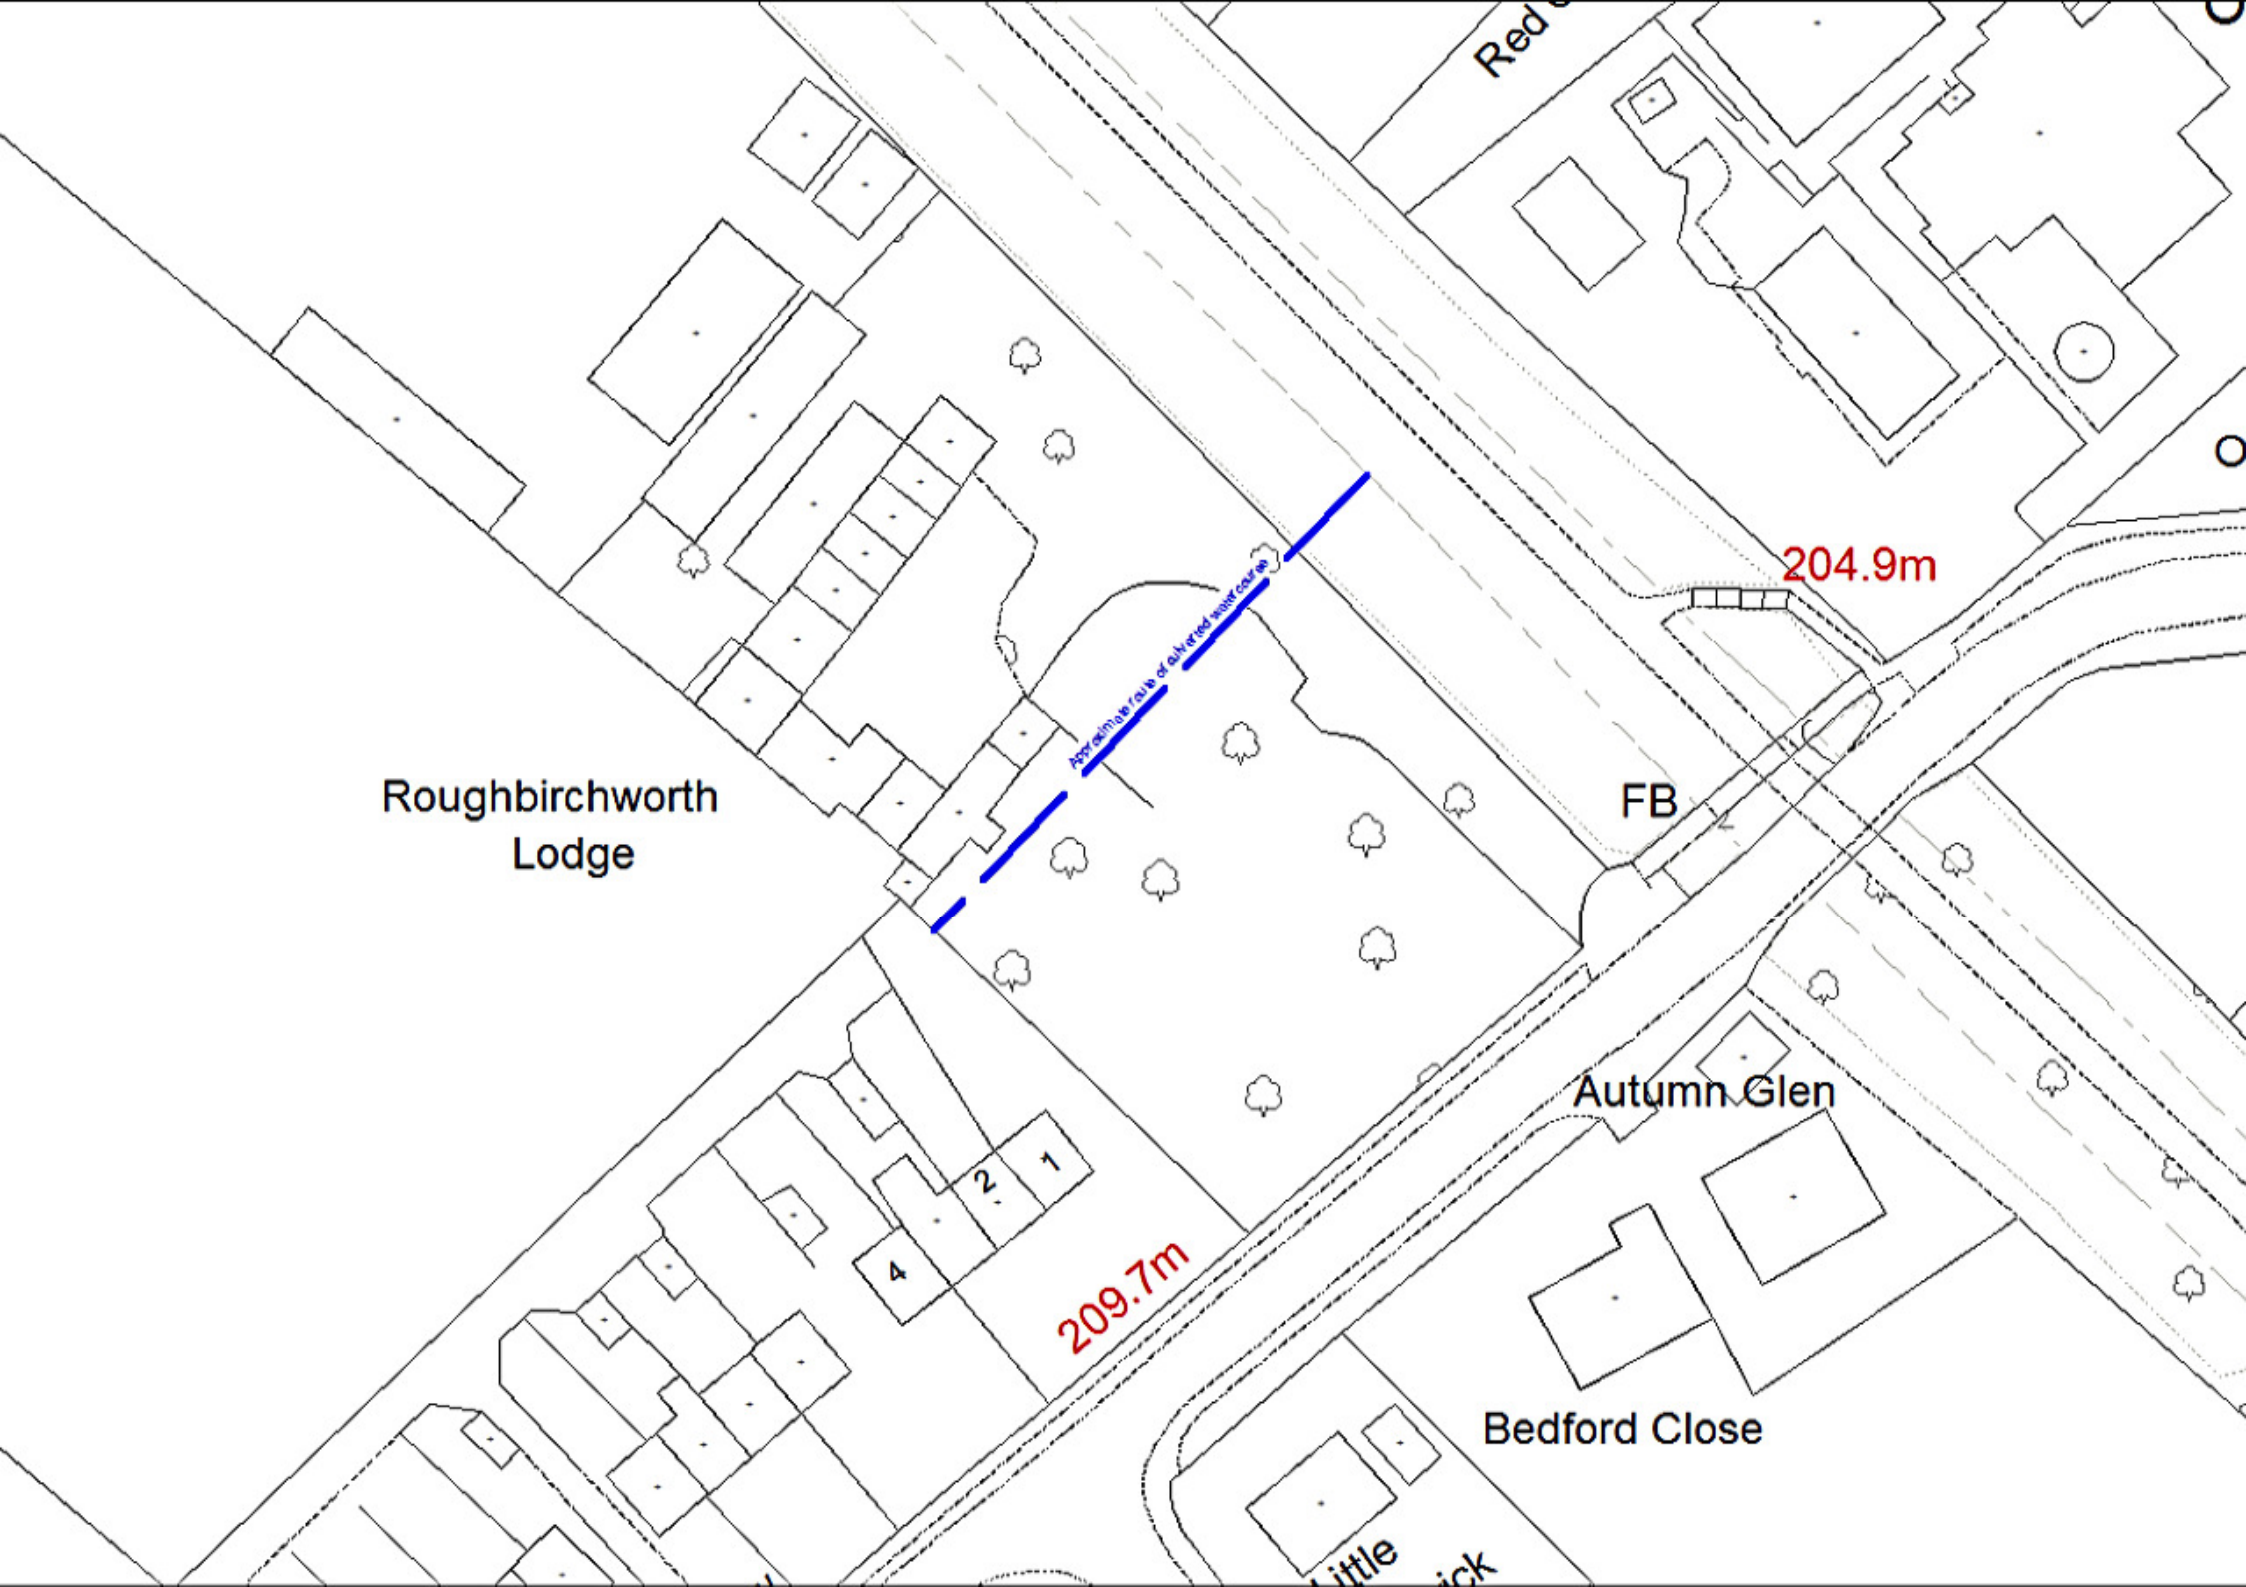 Red
O
204.9m
Approximate route of culverted watercourse
Roughbirchworth
Lodge
FB
Autumn Glen
1
2
4
209.7m
Bedford Close
Little
ick